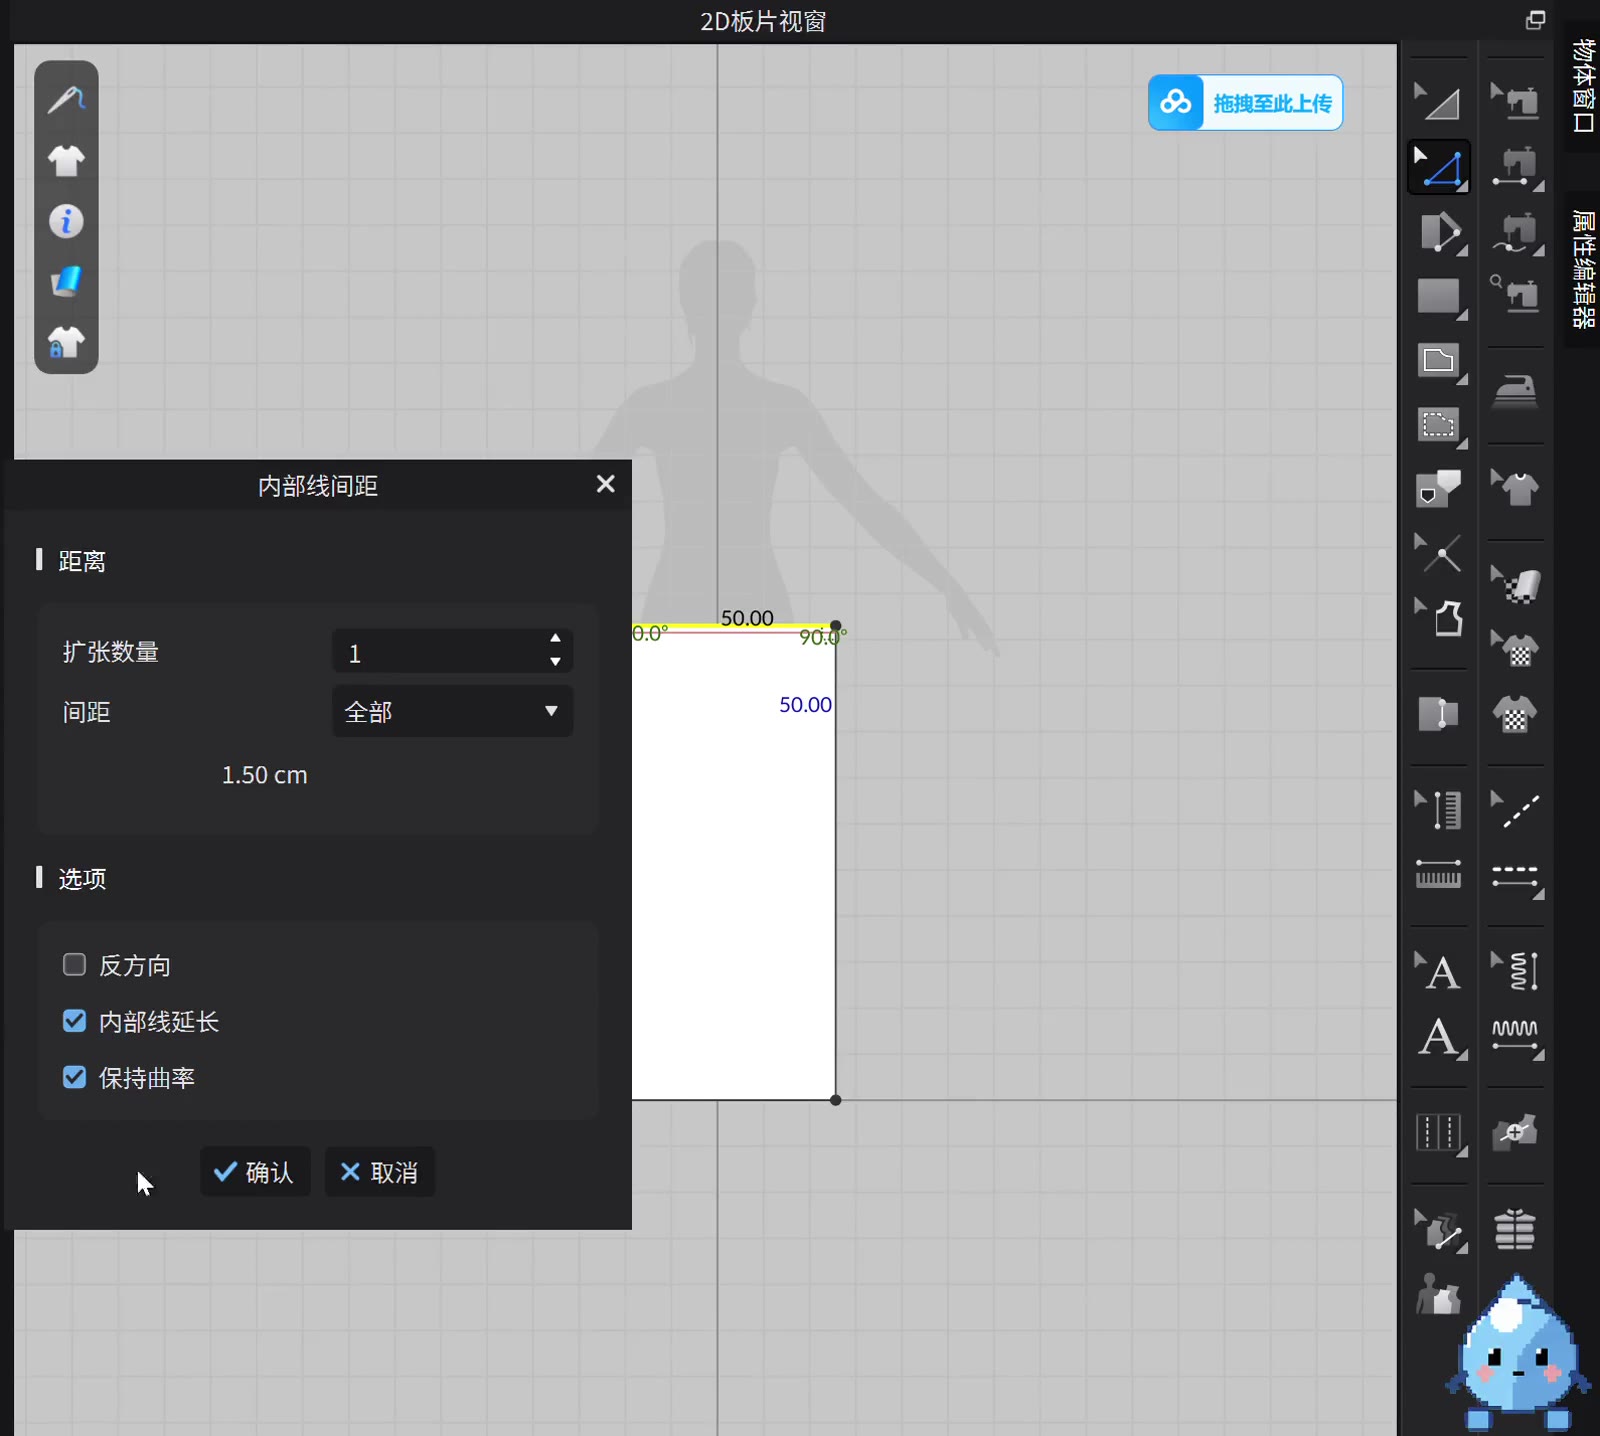 2D板片视窗
物体窗口
属性编辑器
拖拽至此上传
内部线间距
距离
扩张数量
1
间距
全部
1.50 cm
选项
反方向
内部线延长
保持曲率
确认
取消
50.00
0.0°
90.0°
50.00
A
A